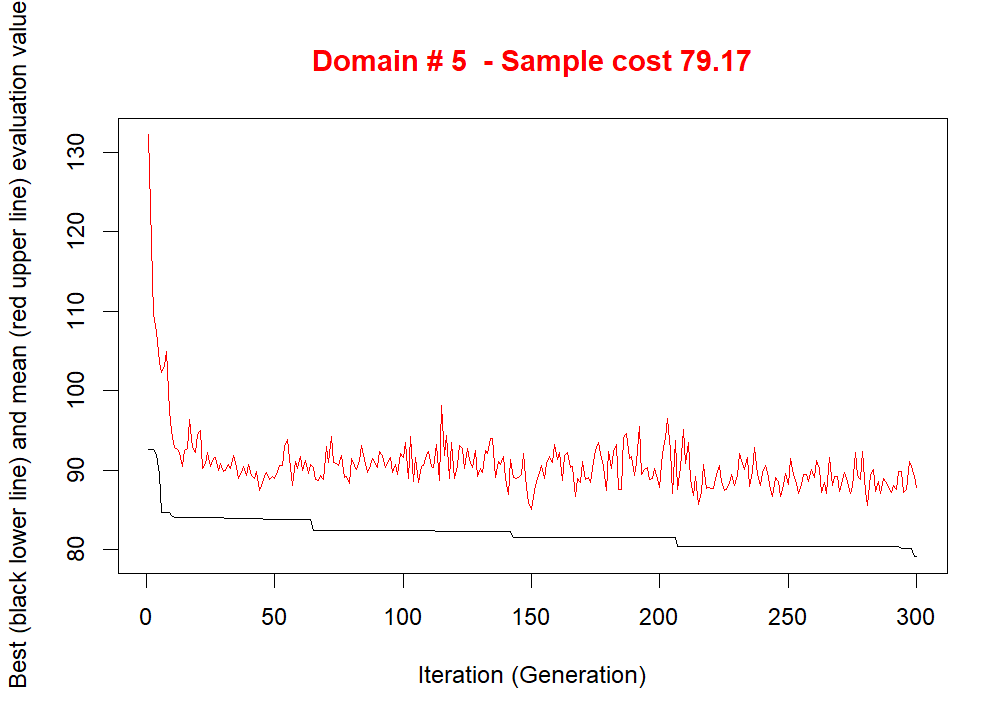 Domain # 5  - Sample cost 79.17
Best (black lower line) and mean (red upper line) evaluation value
130
120
110
100
90
80
0 50 100 150 200 250 300
Iteration (Generation)